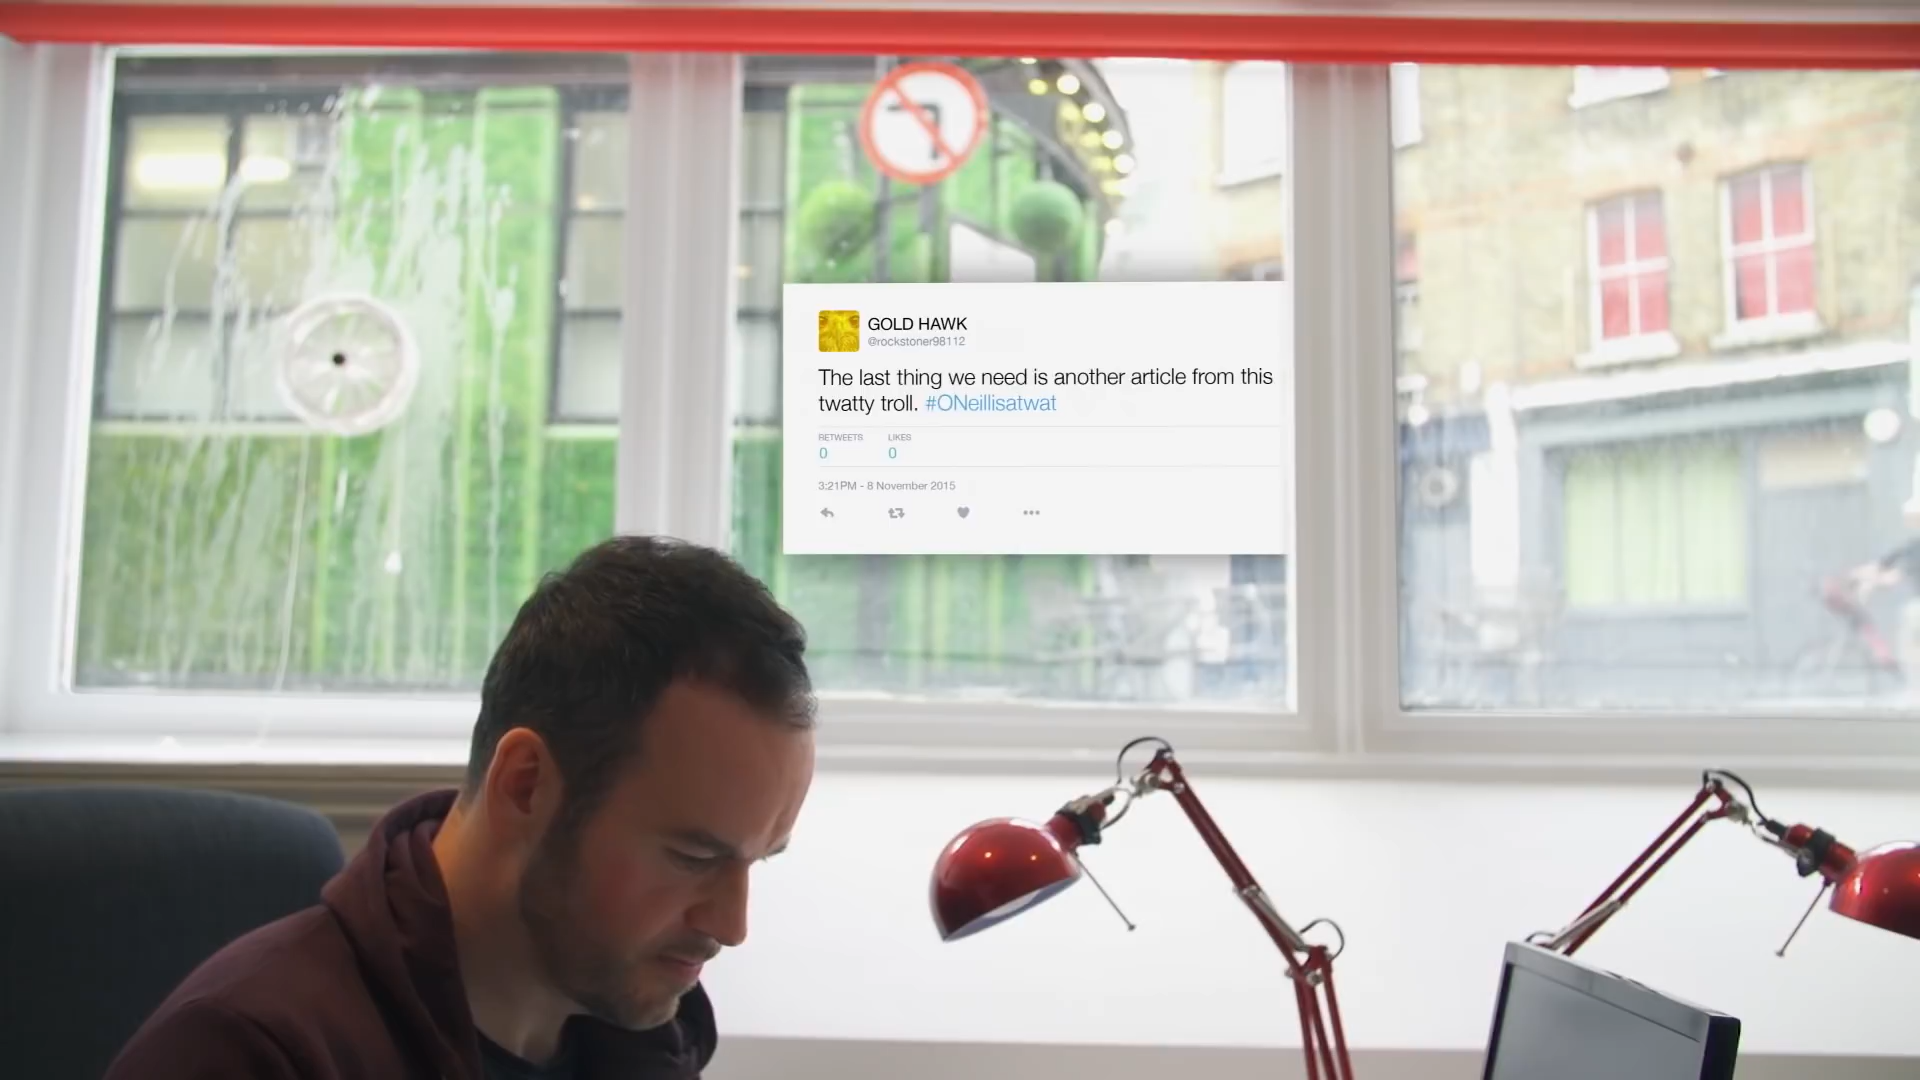 GOLD HAWK
@rockstoner98112
The last thing we need is another article from this
twatty troll. #ONeillisatwat
RETWEETS LIKES
0 0
3:21PM - 8 November 2015